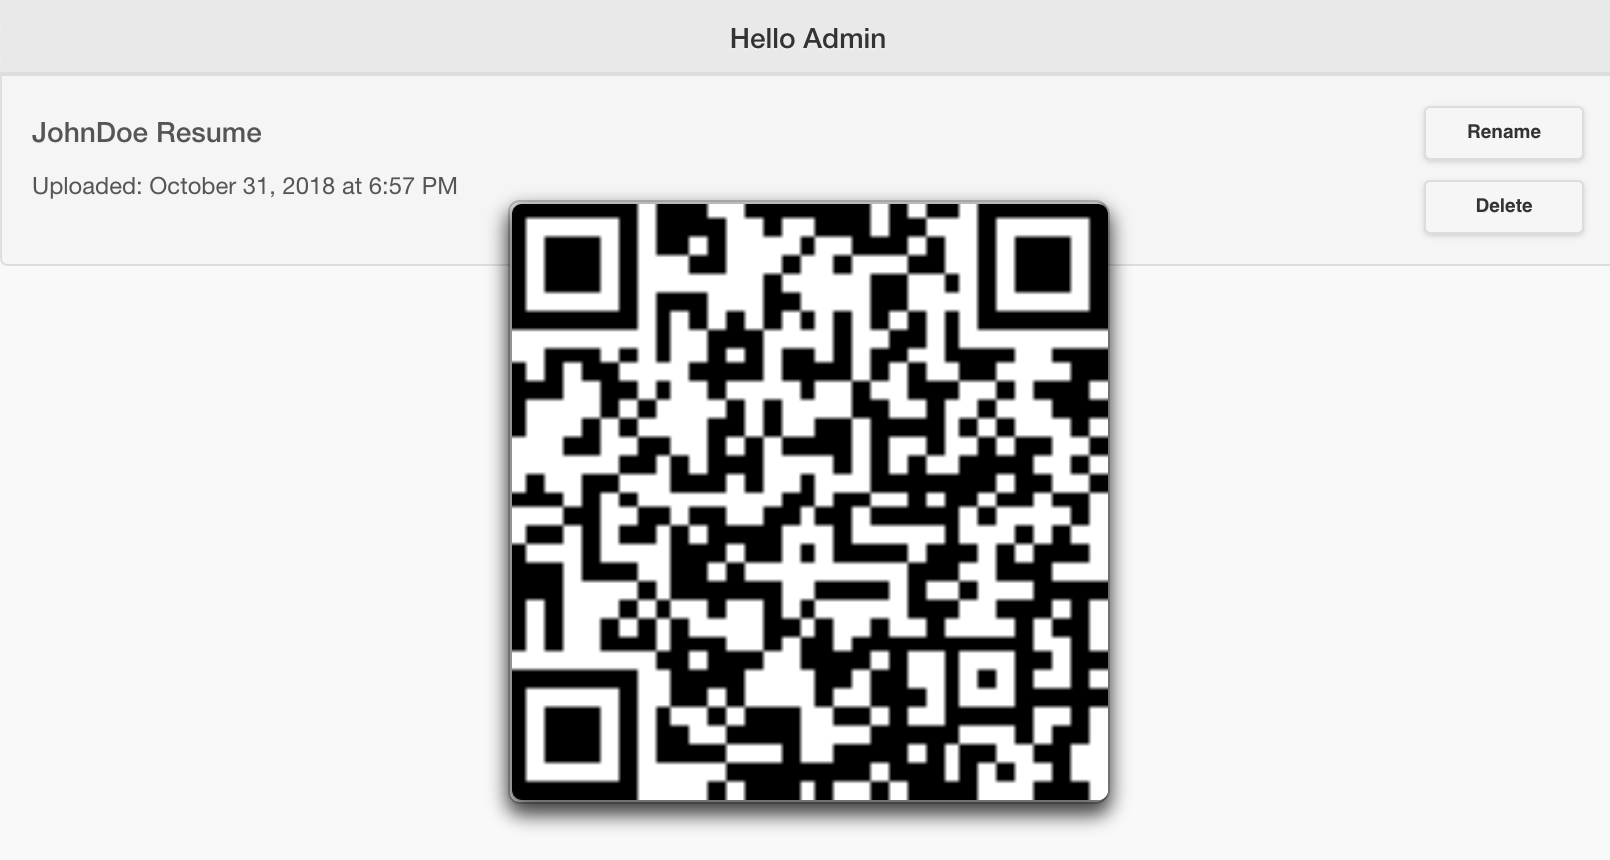 Hello Admin
JohnDoe Resume
Rename
Uploaded: October 31, 2018 at 6:57 PM
Delete